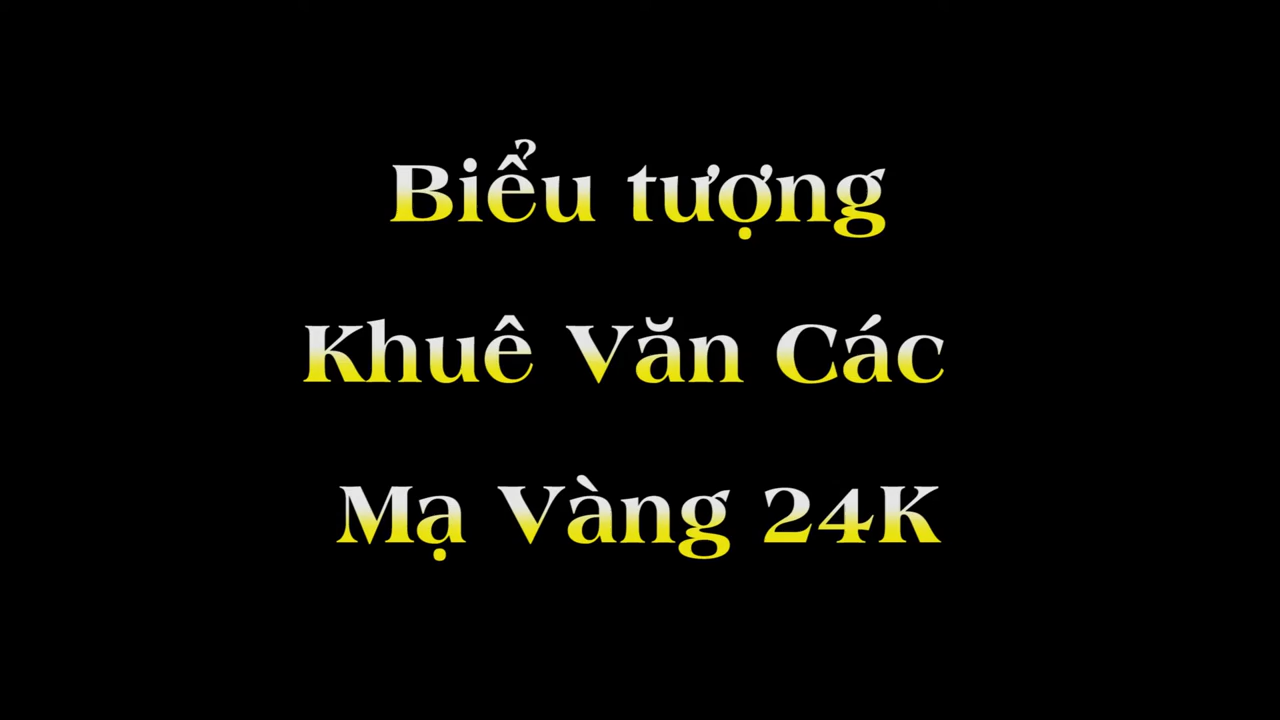 Biểu tượng
Khuê Văn Các
Mạ Vàng 24K